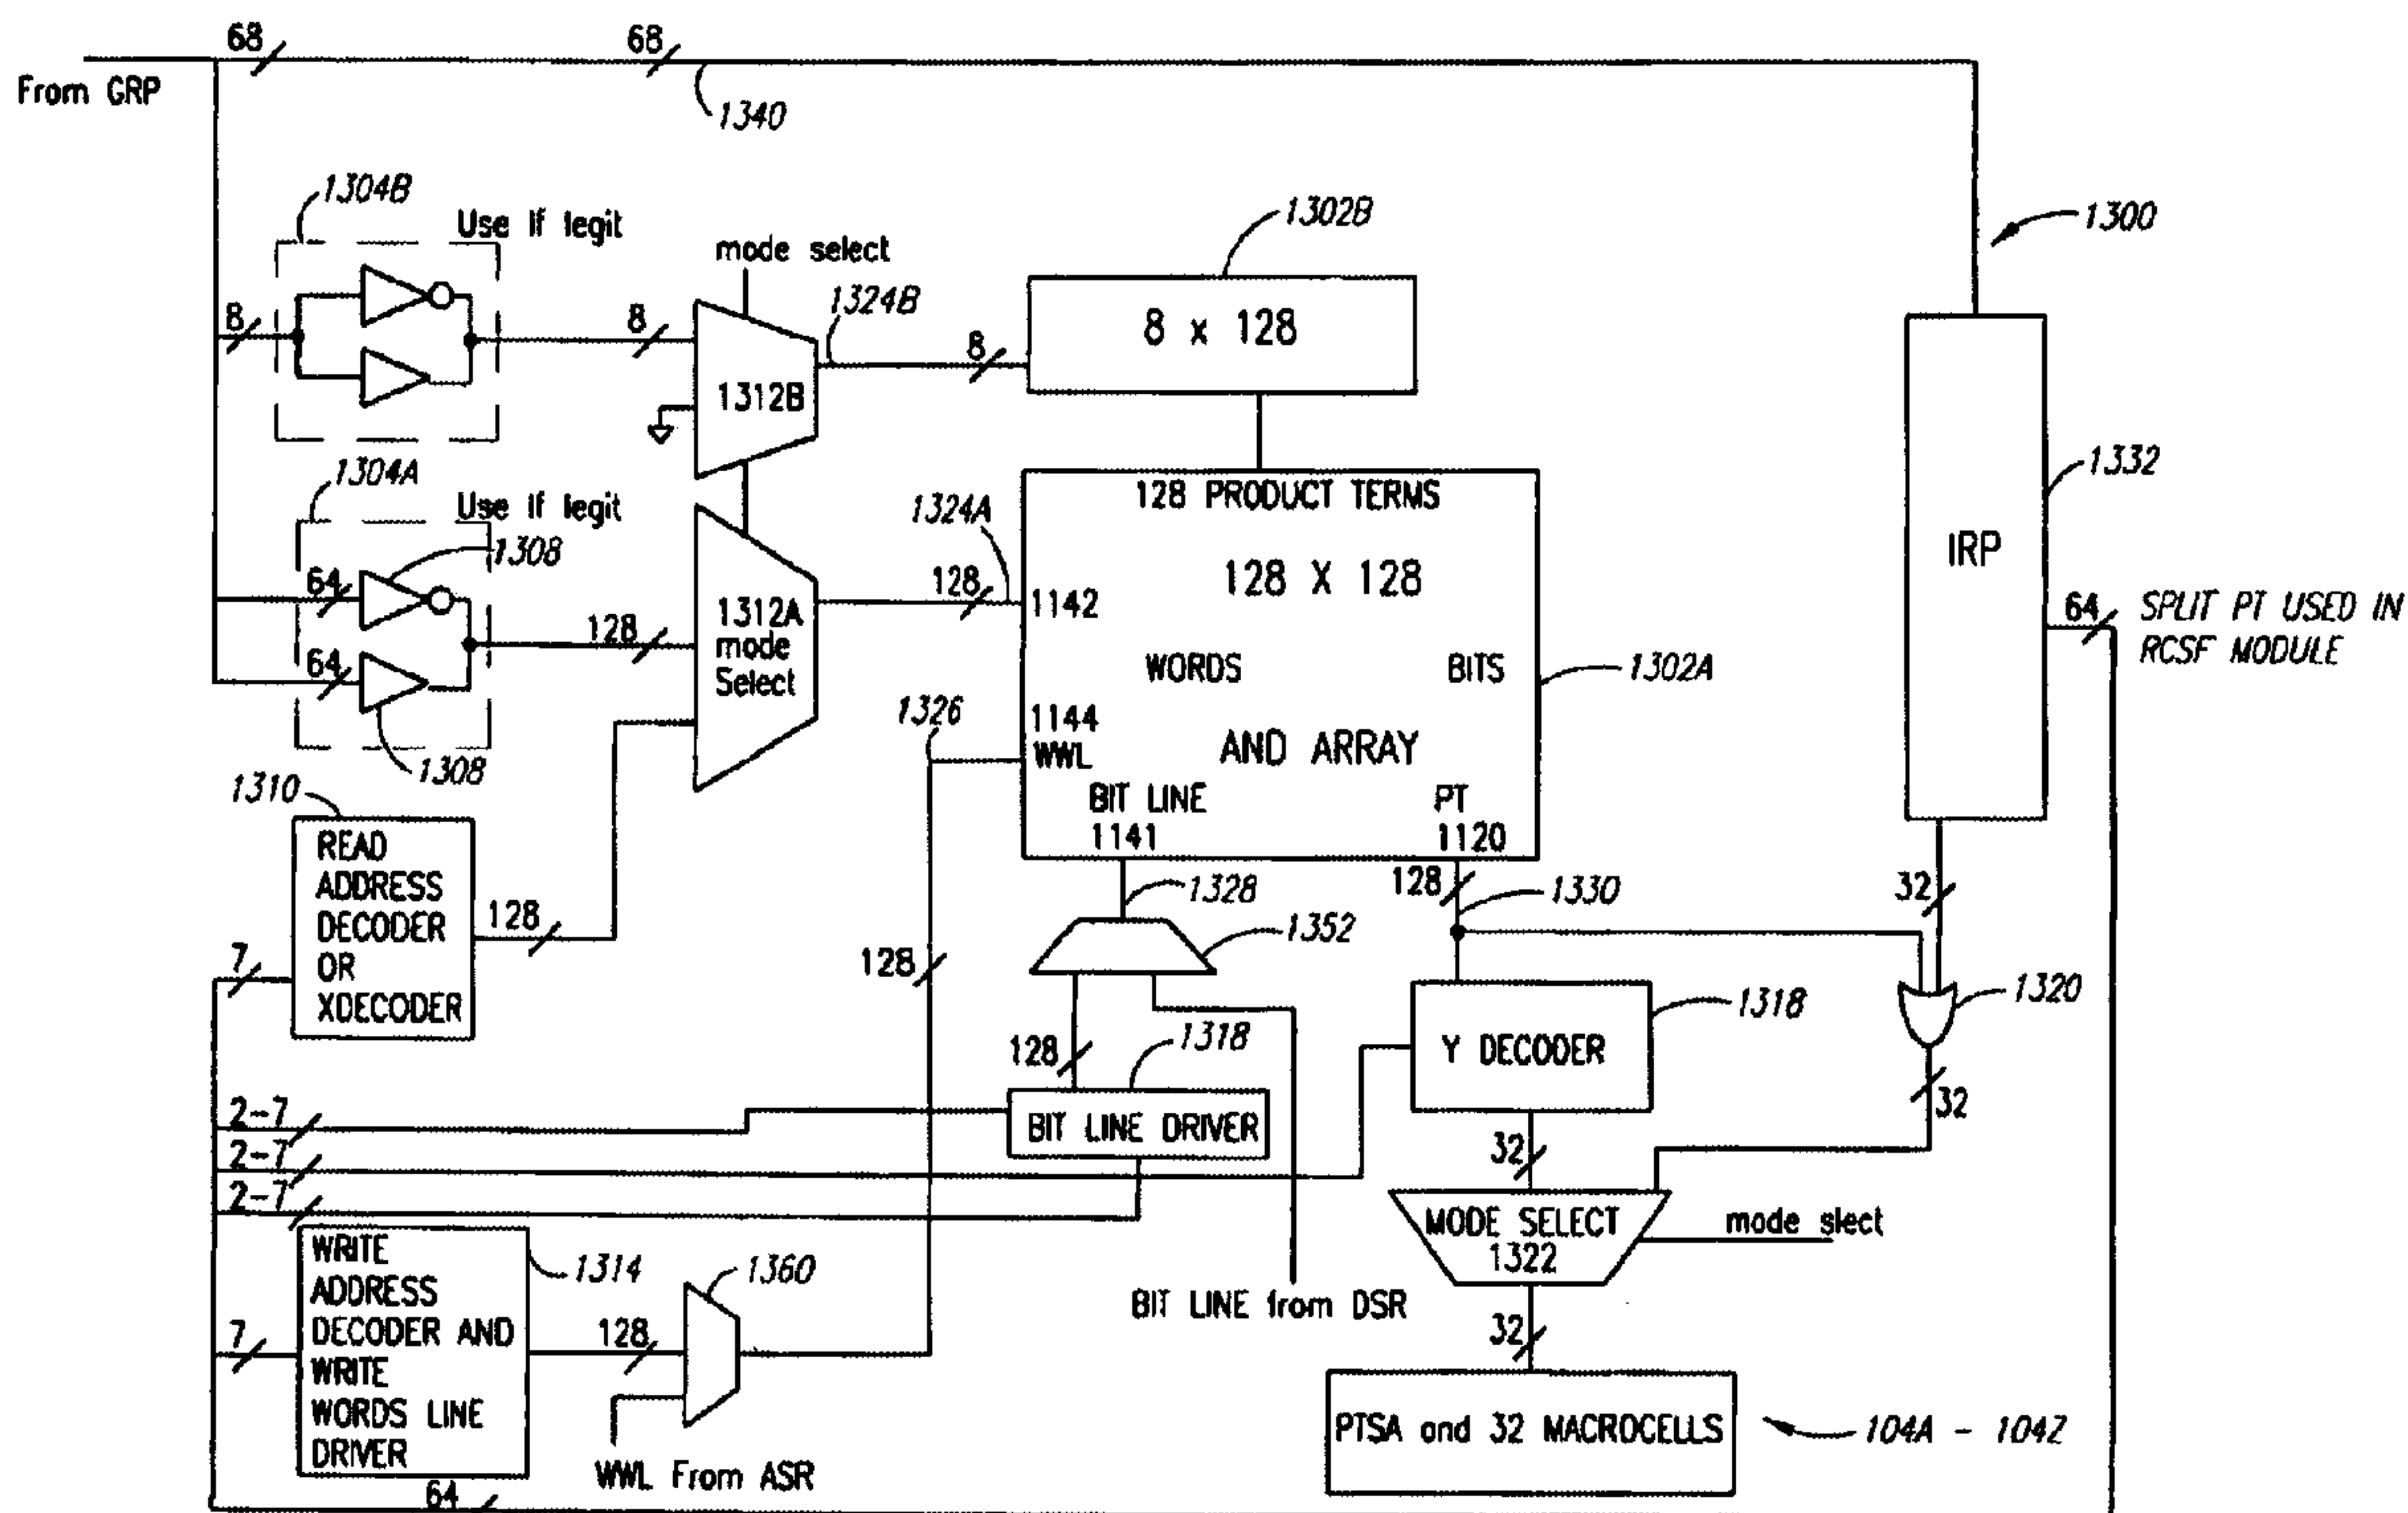 68
68
From GRP
1340
1304B
Use If legit
mode select
1302B
1300
8
8
1324B
8
8 x 128
1312B
1304A
Use If legit
1308
64
64
128
1308
1312A
mode
Select
1324A
128
1142
128 PRODUCT TERMS
128 X 128
WORDS
BITS
1302A
1144
WWL
AND ARRAY
BIT LINE
1141
PT
1120
1326
1332
IRP
64
SPLIT PT USED IN
RCSF MODULE
1310
READ
ADDRESS
DECODER
OR
XDECODER
128
7
128
1328
128
1330
32
1352
1320
128
1318
1318
Y DECODER
32
2-7
2-7
2-7
BIT LINE DRIVER
32
MODE SELECT
1322
mode slect
WRITE
ADDRESS
DECODER AND
WRITE
WORDS LINE
DRIVER
1314
1360
7
128
BIT LINE from DSR
32
PTSA and 32 MACROCELLS
104A - 104Z
WWL From ASR
64